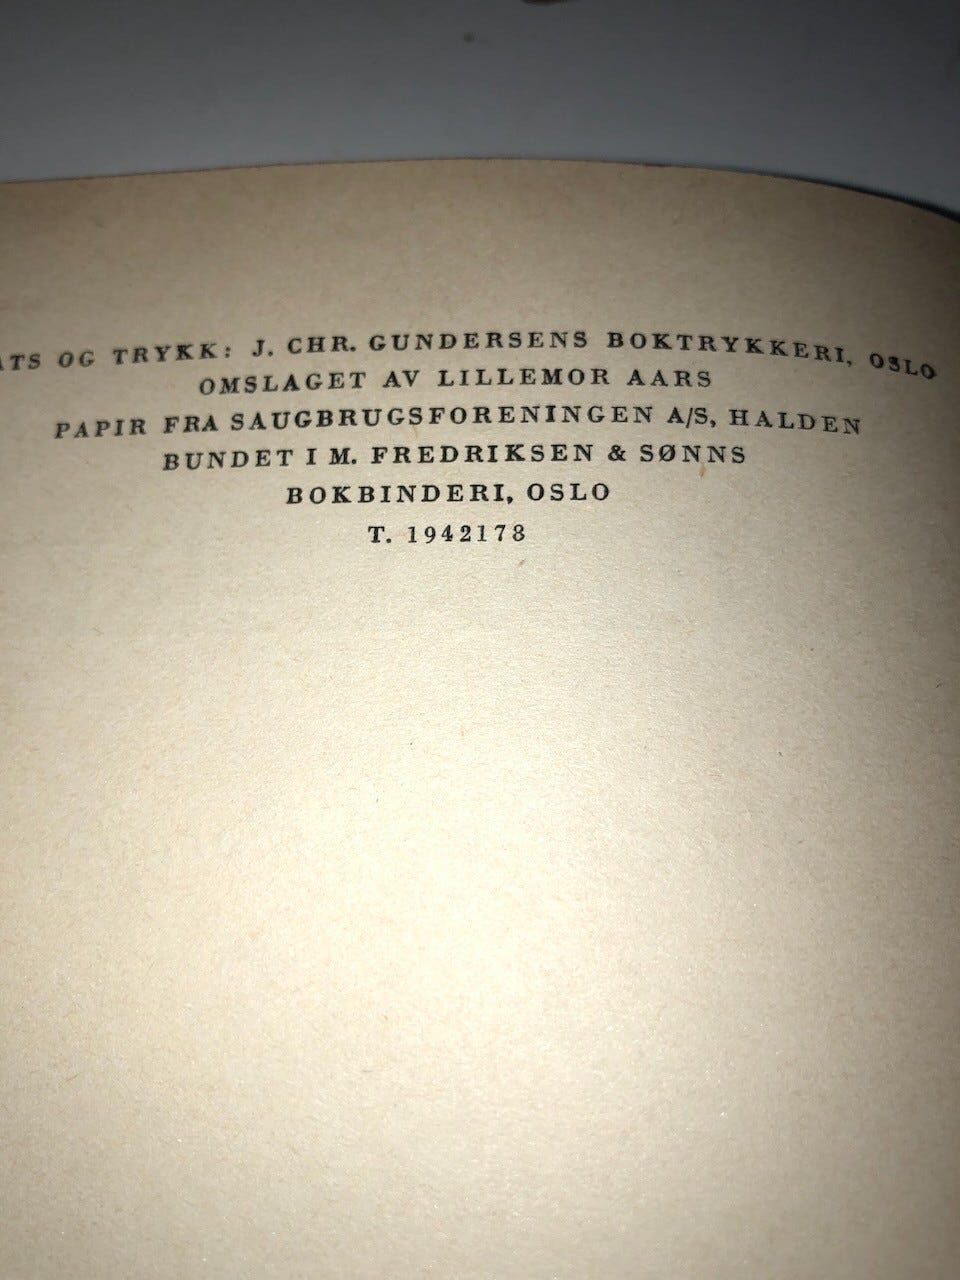 ATS OG TRYKK: J. CHR. GUNDERSENS BOKTRYKKERI, OSLO
OMSLAGET AV LILLEMOR AARS
PAPIR FRA SAUGBRUGSFORENINGEN A/S, HALDEN
BUNDET I M. FREDRIKSEN & SØNNS
BOKBINDERI, OSLO
T. 1942178